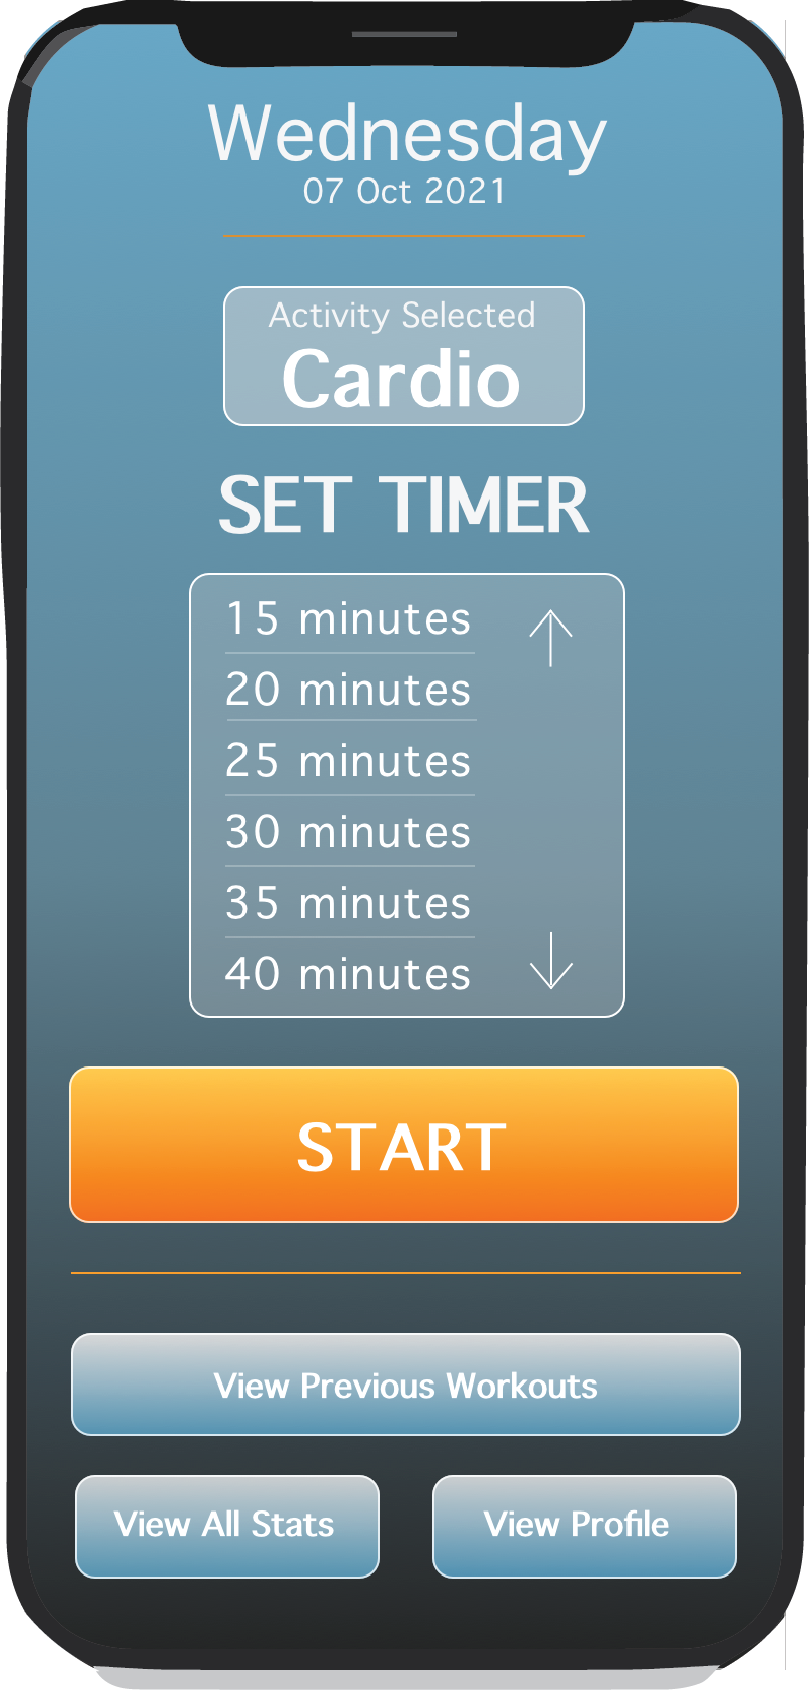 Wednesday
07 Oct 2021
Activity Selected
Cardio
SET TIMER
15 minutes
20 minutes
25 minutes
30 minutes
35 minutes
40 minutes
START
View Previous Workouts
View All Stats
View Profile